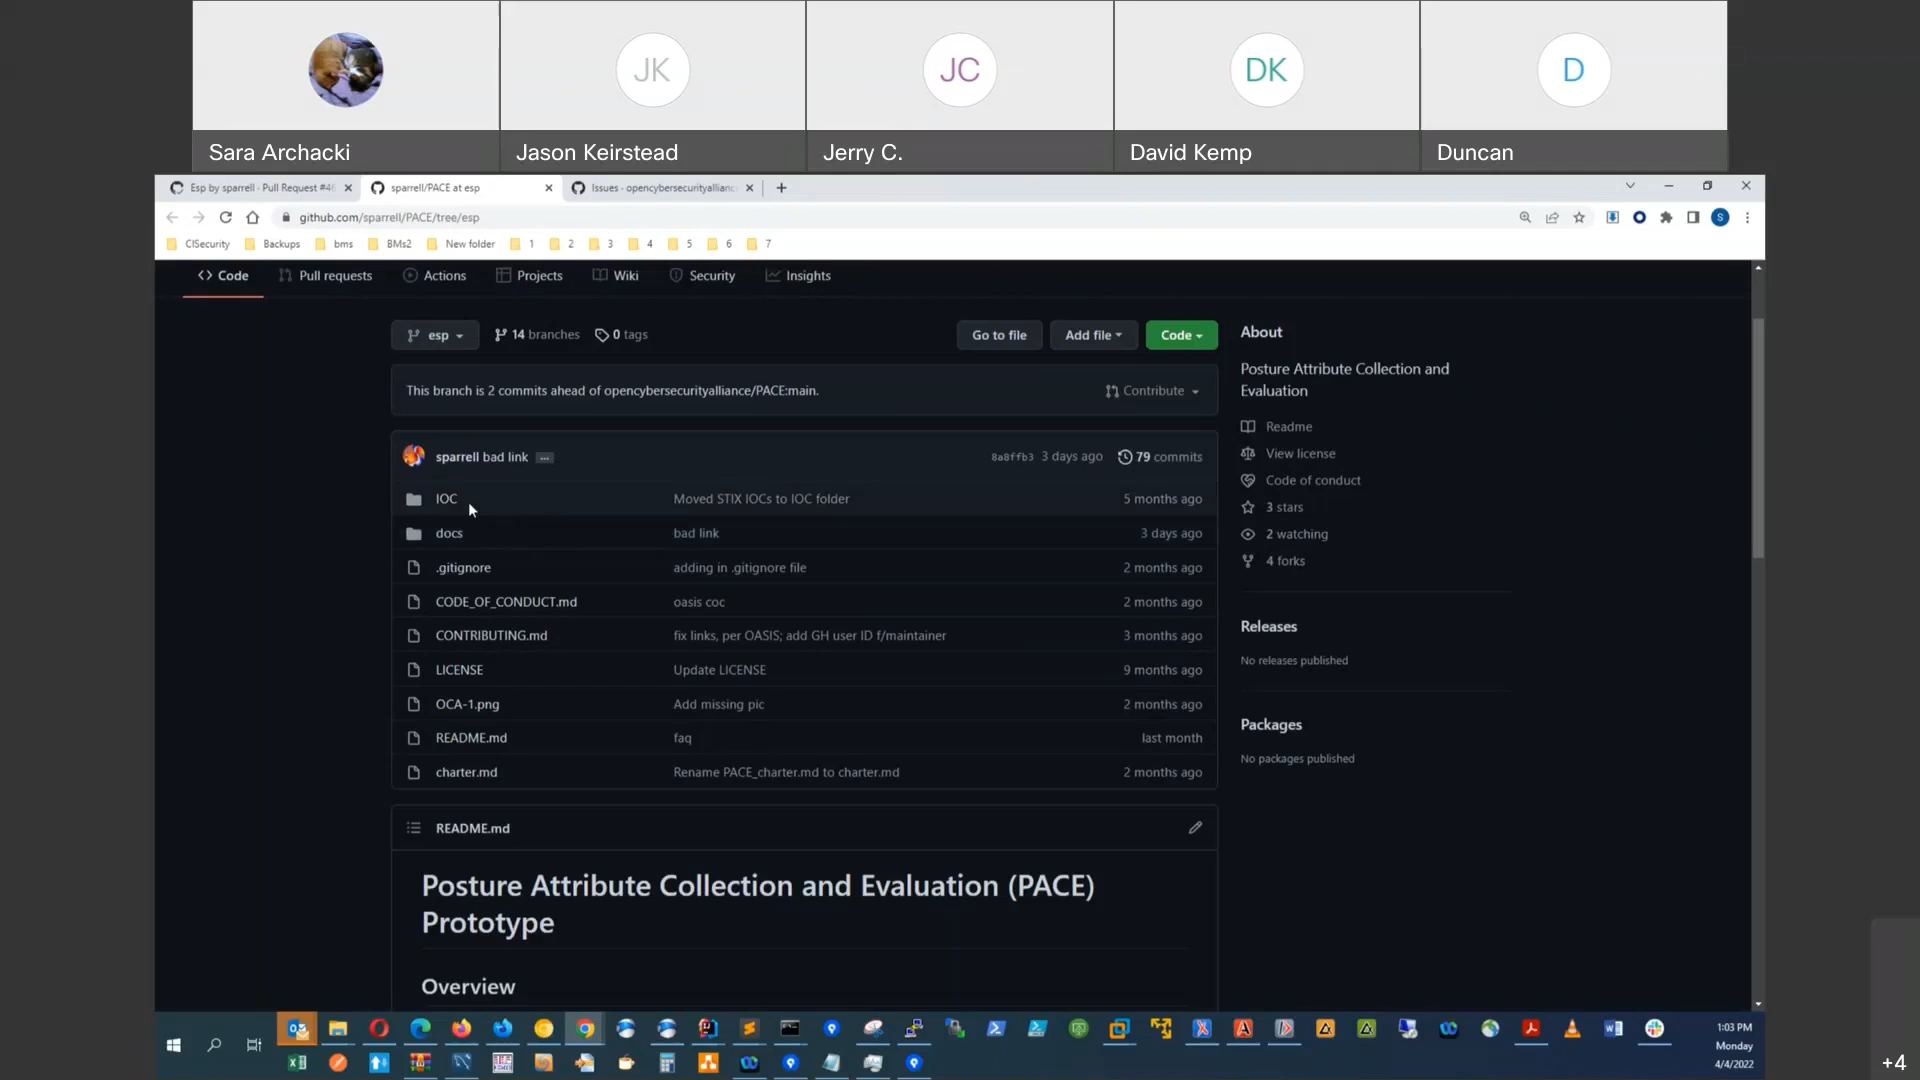 JK
JC
DK
D
Sara Archacki
Jason Keirstead
Jerry C.
David Kemp
Duncan
Esp by sparrell · Pull Request #4
sparrell/PACE at esp
Issues · opencybersecurityallianc
github.com/sparrell/PACE/tree/esp
S
CISecurity
Backups
bms
BMs2
New folder
1
2
3
4
5
6
7
Code
Pull requests
Actions
Projects
Wiki
Security
Insights
esp
14 branches
0 tags
Go to file
Add file
Code
About
Posture Attribute Collection and
Evaluation
This branch is 2 commits ahead of opencybersecurityalliance/PACE:main.
Contribute
Readme
View license
Code of conduct
3 stars
2 watching
4 forks
sparrell bad link ...
8a8ffb3 3 days ago
79 commits
IOC
Moved STIX IOCs to IOC folder
5 months ago
docs
bad link
3 days ago
.gitignore
adding in .gitignore file
2 months ago
CODE_OF_CONDUCT.md
oasis coc
2 months ago
CONTRIBUTING.md
fix links, per OASIS; add GH user ID f/maintainer
3 months ago
LICENSE
Update LICENSE
9 months ago
OCA-1.png
Add missing pic
2 months ago
README.md
faq
last month
charter.md
Rename PACE_charter.md to charter.md
2 months ago
Releases
No releases published
Packages
No packages published
README.md
Posture Attribute Collection and Evaluation (PACE)
Prototype
Overview
1:03 PM
Monday
4/4/2022
+4